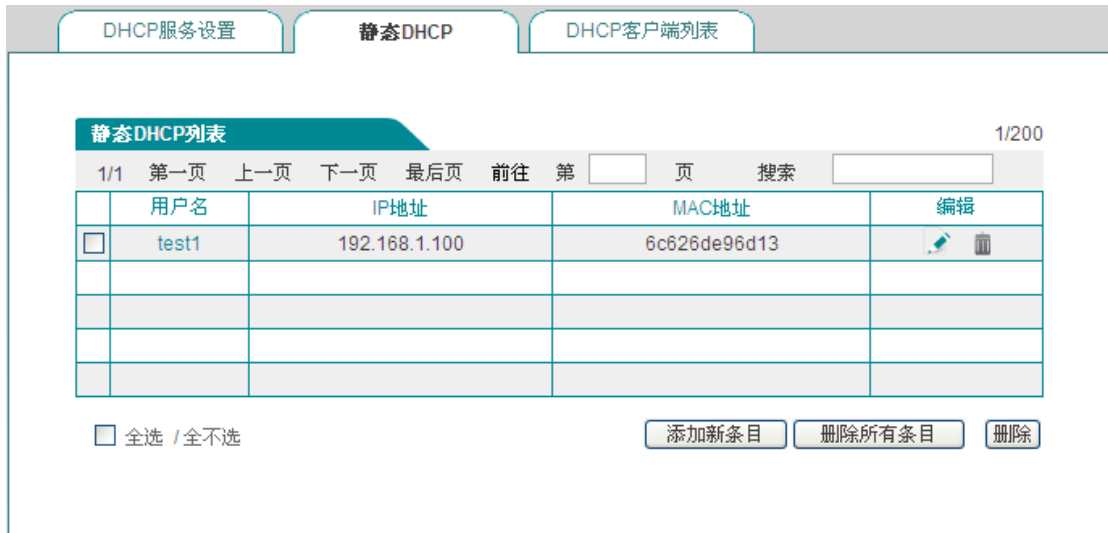 DHCP服务设置 静态DHCP DHCP客户端列表
静态DHCP列表 1/200
1/1 第一页 上一页 下一页 最后页 前往 第 页 搜索
用户名 IP地址 MAC地址 编辑
test1 192.168.1.100 6c626de96d13
全选 / 全不选 添加新条目 删除所有条目 删除